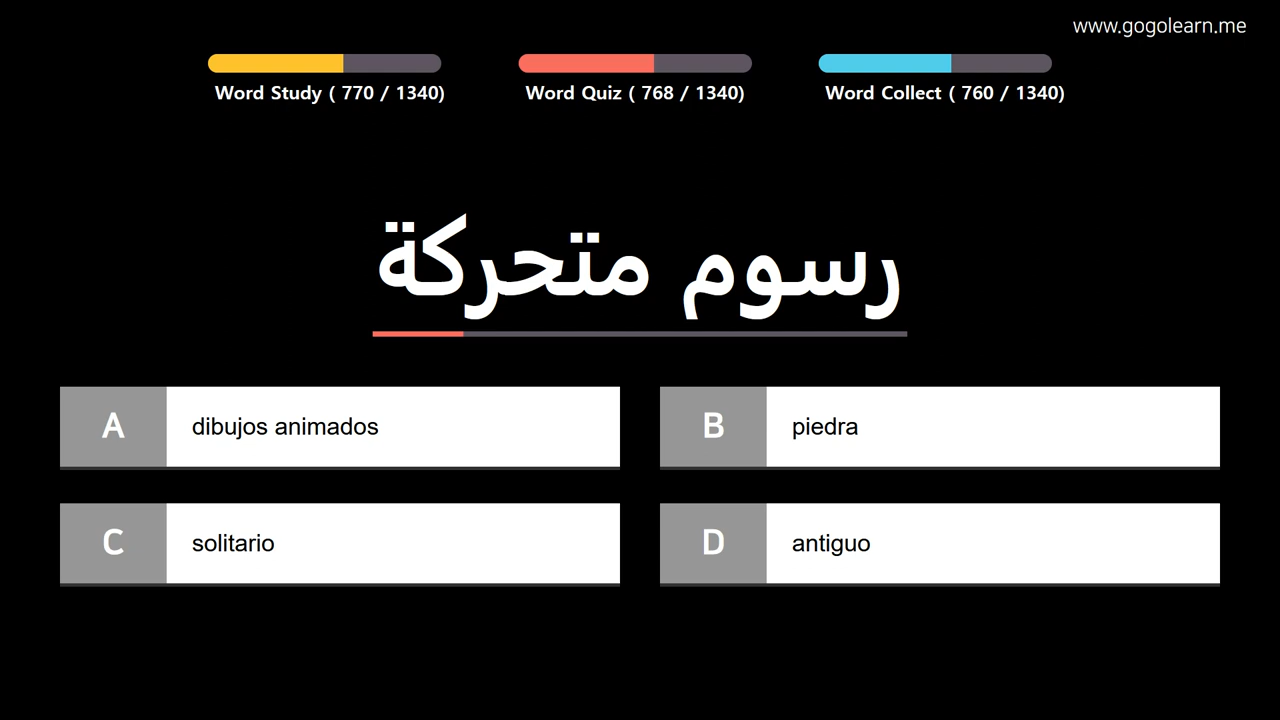 www.gogolearn.me
Word Study ( 770 / 1340)
Word Quiz ( 768 / 1340)
Word Collect ( 760 / 1340)
رسوم متحركة
A
dibujos animados
B
piedra
C
solitario
D
antiguo